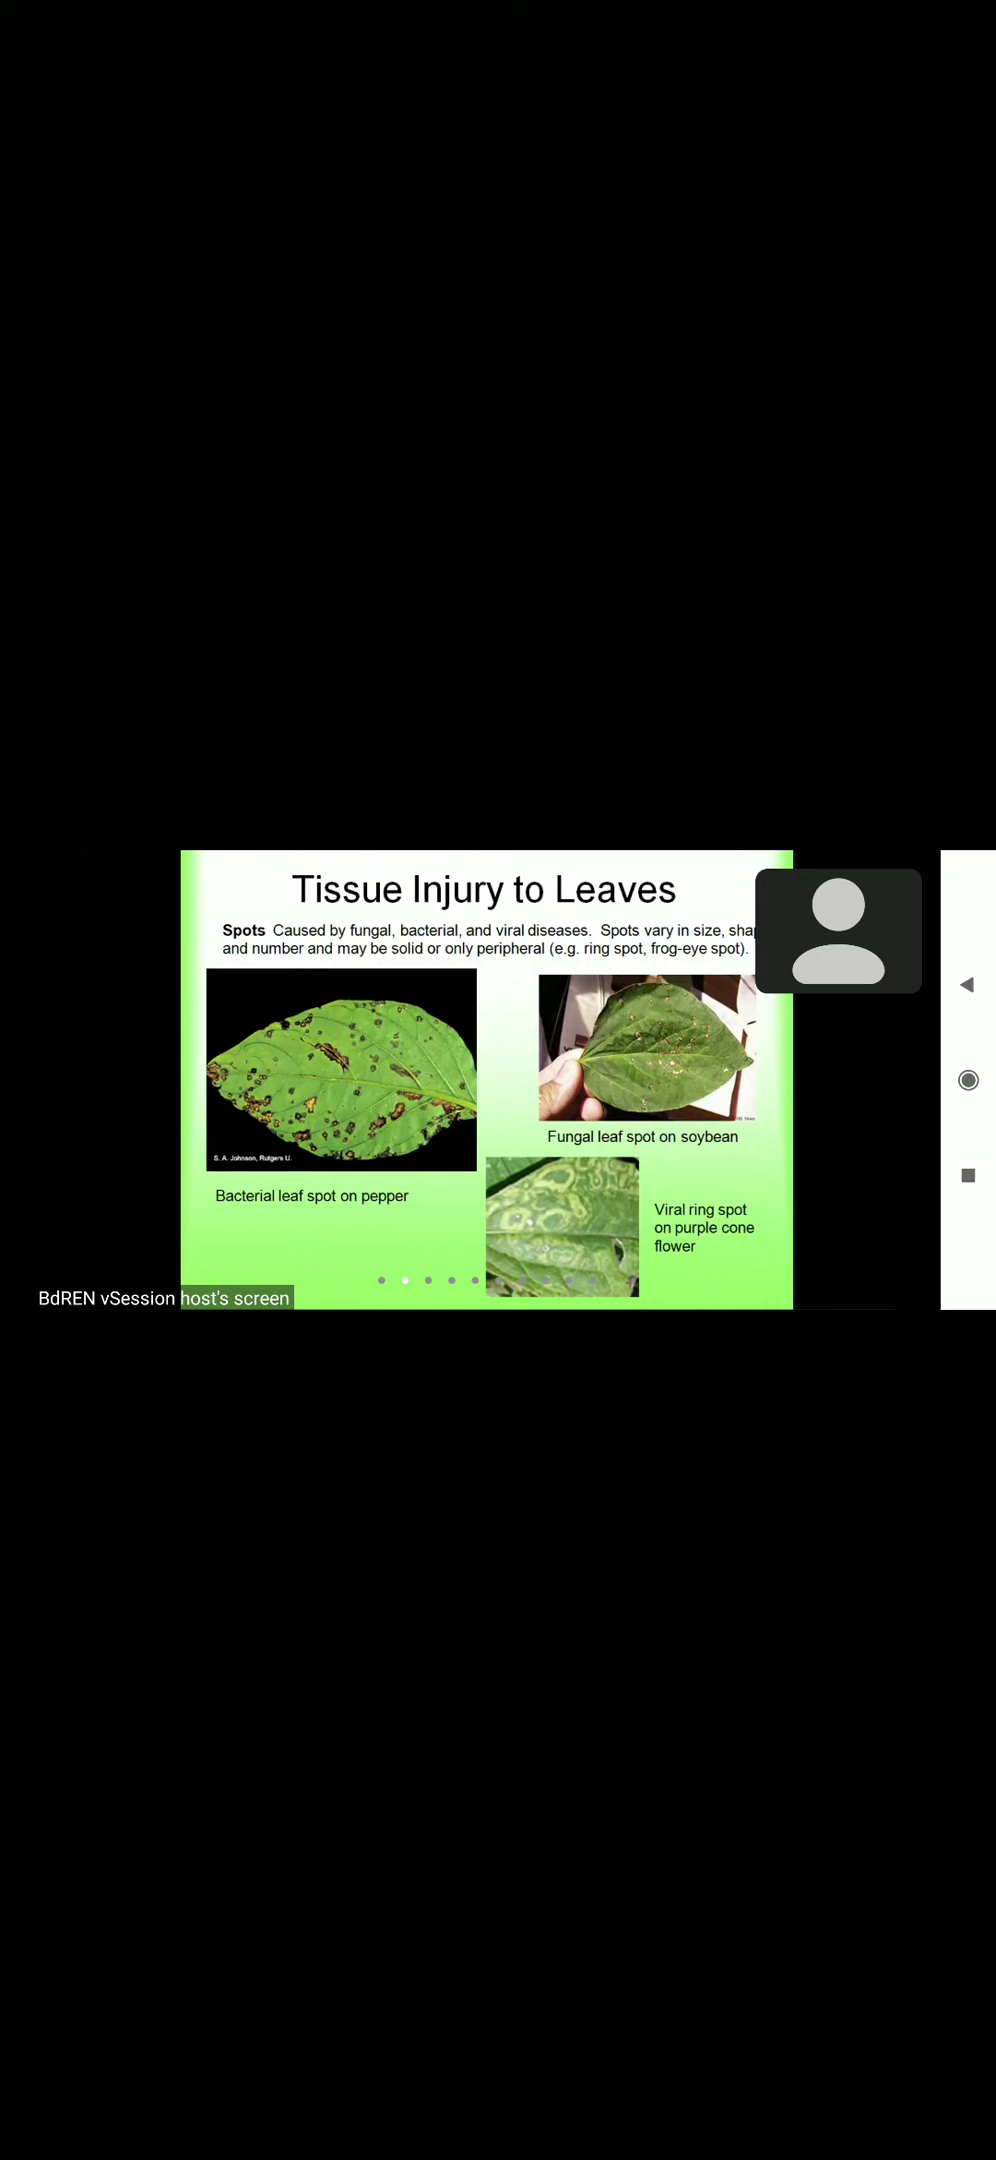 Tissue Injury to Leaves
Spots Caused by fungal, bacterial, and viral diseases. Spots vary in size,
and number and may be solid or only peripheral (e.g. ring spot, frog-eye spot).
S. A. Johnson, Rutgers U.
Fungal leaf spot on soybean
Bacterial leaf spot on pepper
Viral ring spot
on purple cone
flower
BdREN vSession host's screen